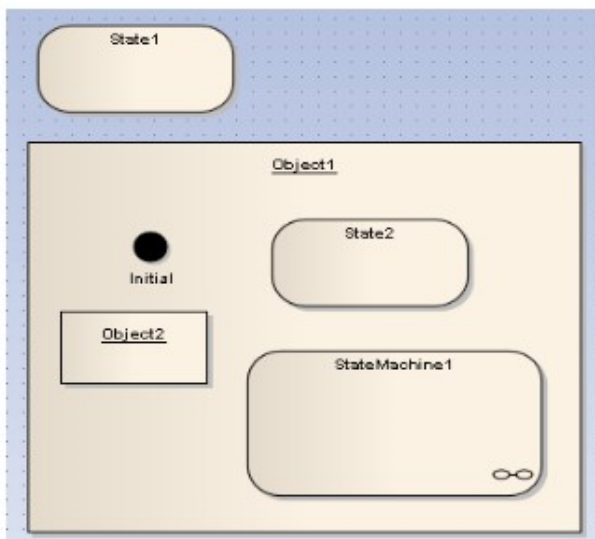 State1
Object1
State2
Initial
Object2
StateMachine1